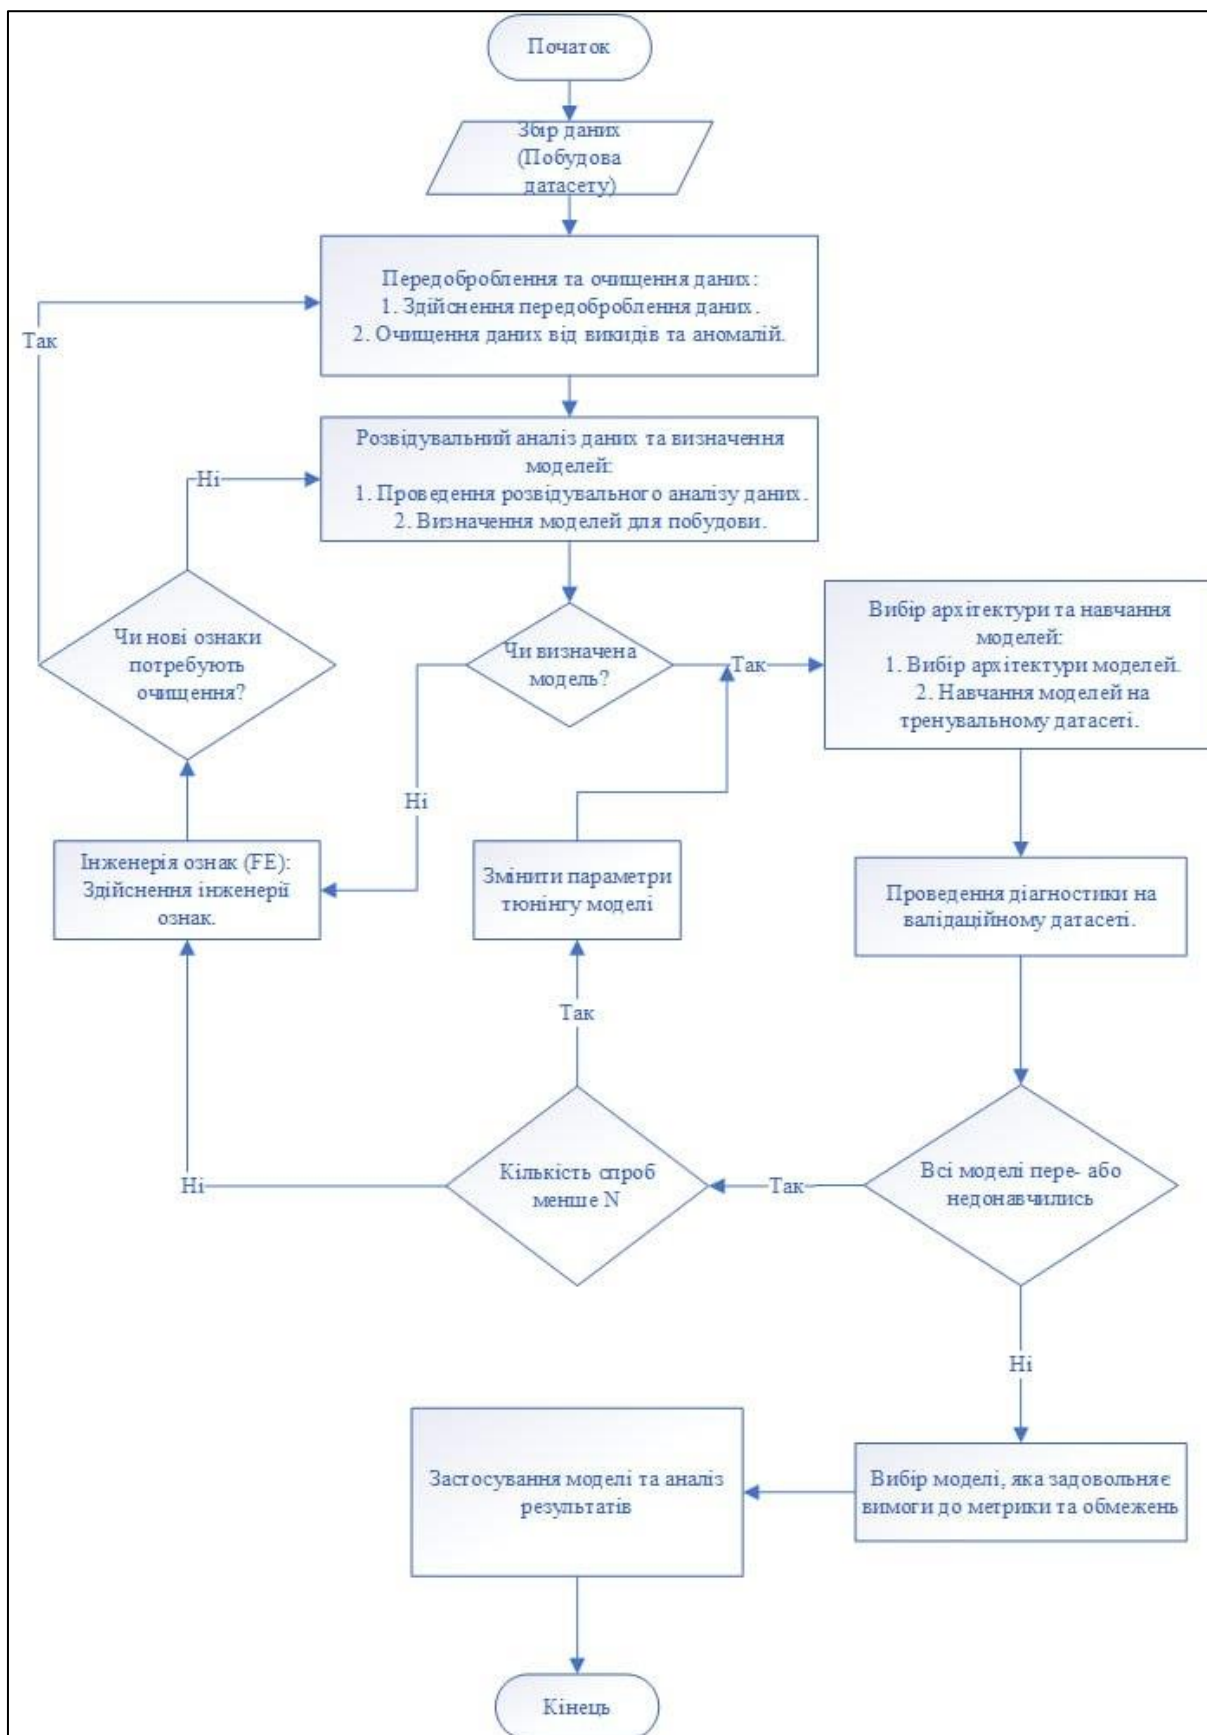 Початок
Збір даних
(Побудова
датасету)
Передоброблення та очищення даних:
1. Здійснення передоброблення даних.
2. Очищення даних від викидів та аномалій.
Так
Розвідувальний аналіз даних та визначення
моделей:
1. Проведення розвідувального аналізу даних.
2. Визначення моделей для побудови.
Ні
Чи нові ознаки
потребують
очищення?
Чи визначена
модель?
Так
Вибір архітектури та навчання
моделей:
1. Вибір архітектури моделей.
2. Навчання моделей на
тренувальному датасеті.
Ні
Інженерія ознак (FE):
Здійснення інженерії
ознак.
Змінити параметри
тюнінгу моделі
Проведення діагностики на
валідаційному датасеті.
Так
Ні
Кількість спроб
менше N
Так
Всі моделі пере- або
недонавчились
Ні
Застосування моделі та аналіз
результатів
Вибір моделі, яка задовольняє
вимоги до метрики та обмежень
Кінець